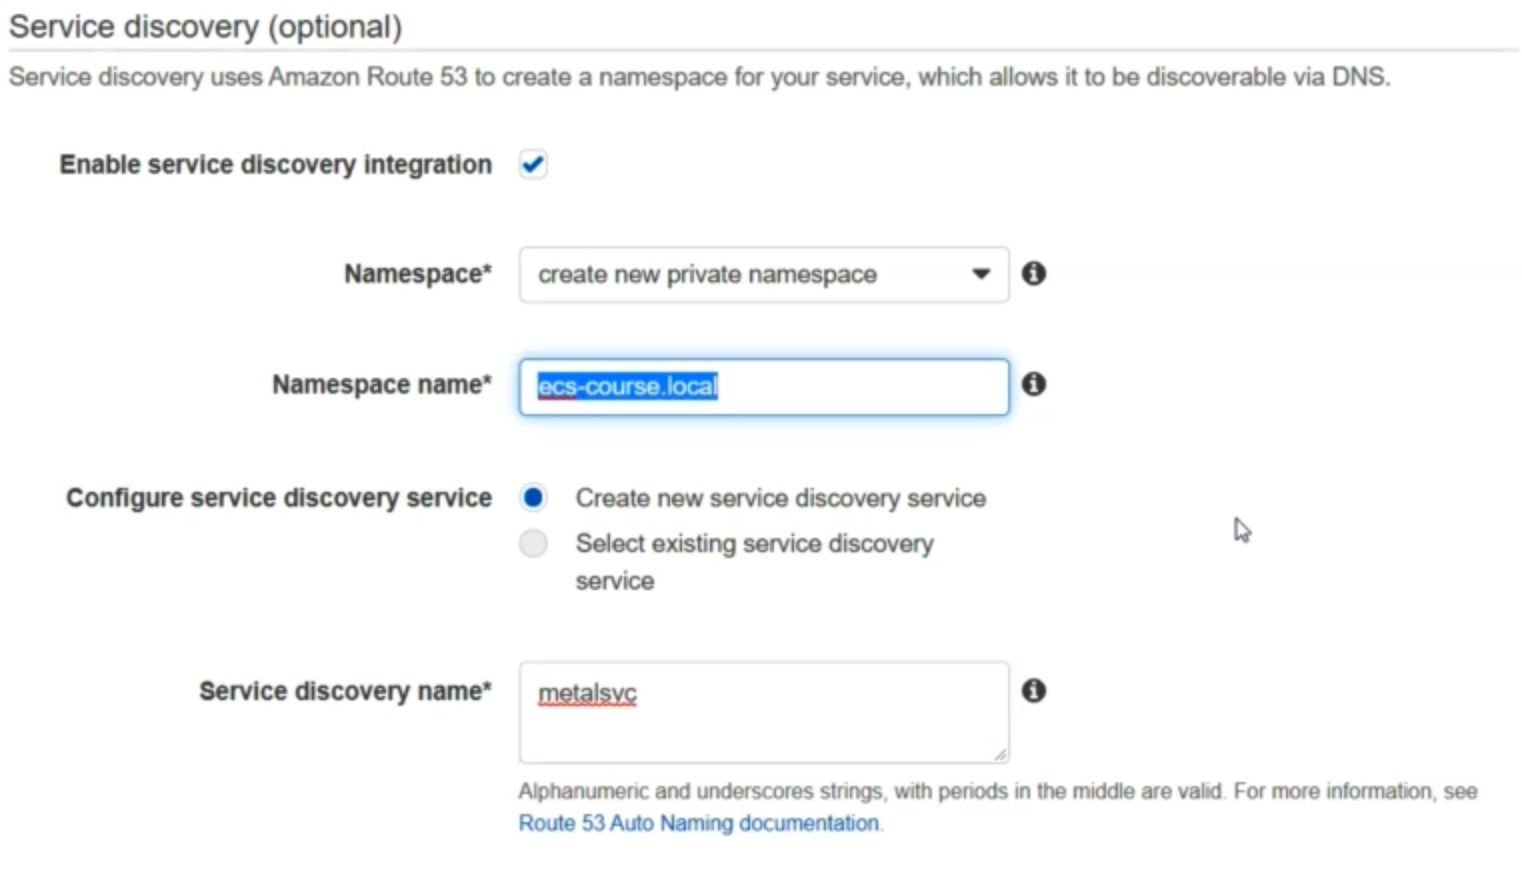 Service discovery (optional)
Service discovery uses Amazon Route 53 to create a namespace for your service, which allows it to be discoverable via DNS.
Enable service discovery integration
Namespace* create new private namespace
Namespace name* ecs-course.local
Configure service discovery service Create new service discovery service
Select existing service discovery
service
Service discovery name* metalsvc
Alphanumeric and underscores strings, with periods in the middle are valid. For more information, see
Route 53 Auto Naming documentation.